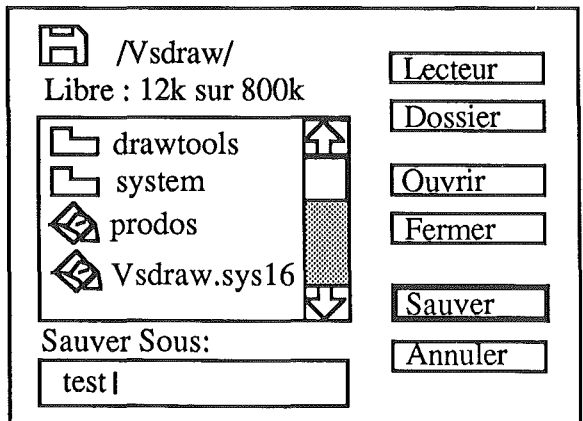 /Vsdraw/
Libre : 12k sur 800k
drawtools
system
prodos
Vsdraw.sys16
Sauver Sous:
test
Lecteur
Dossier
Ouvrir
Fermer
Sauver
Annuler